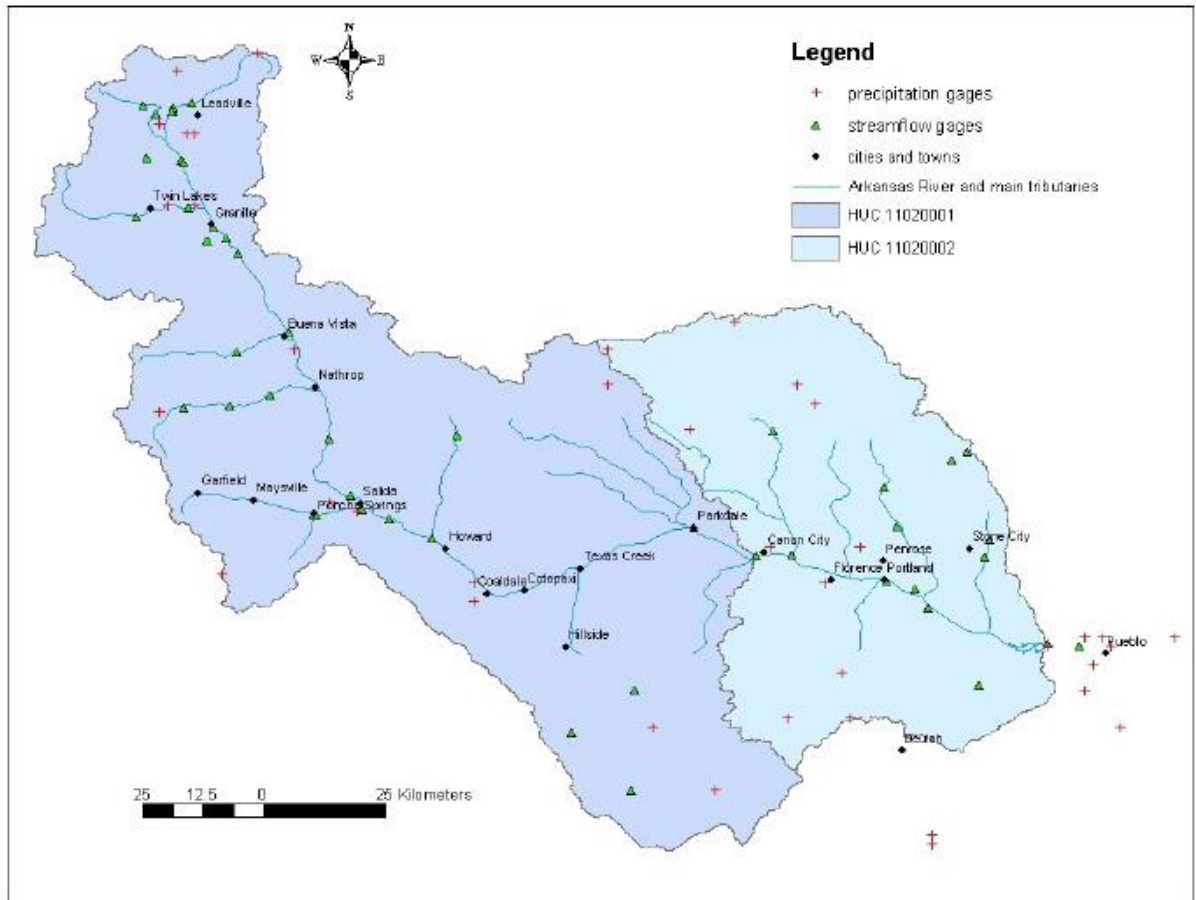 N
W
E
S
Legend
precipitation gages
streamflow gages
cities and towns
Arkansas River and main tributaries
HUC 11020001
HUC 11020002
Leadville
Twin Lakes
Granite
Buena Vista
Nathrop
Garfield
Maysville
Salida
Poncha Springs
Howard
Parkdale
Canon City
Texas Creek
Penrose
Stone City
Coaldale
Cotopaxi
Florence
Portland
Hillside
Pueblo
Beulah
25 12.5 0 25 Kilometers